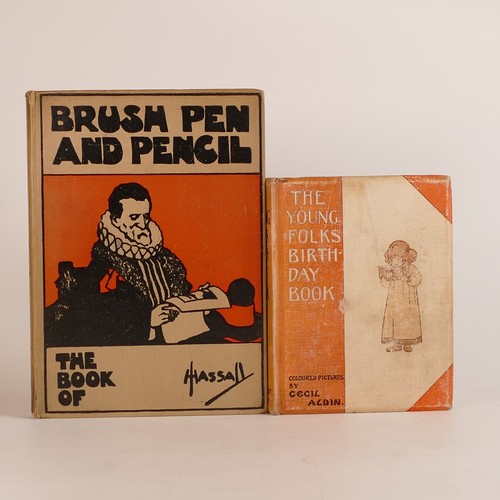 BRUSH PEN
AND PENCIL
THE
BOOK
OF
HASSALL
THE
YOUNG
FOLKS
BIRTH-
DAY
BOOK
COLOURED PICTURES
BY
CECIL
ALDIN.